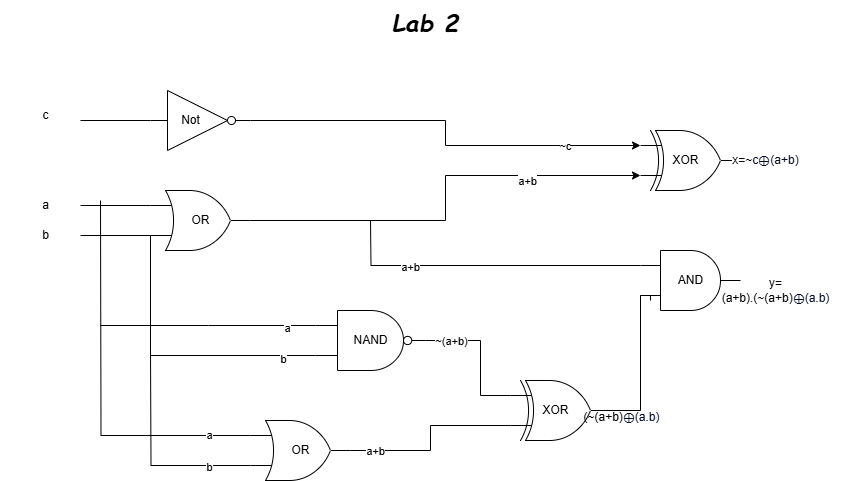 Lab 2
c
Not
~c
XOR
x=~c⊕(a+b)
a+b
a
OR
b
a+b
AND
y=
(a+b).(~(a+b)⊕(a.b)
a
NAND
~(a+b)
b
XOR
(~(a+b)⊕(a.b)
a
OR
a+b
b